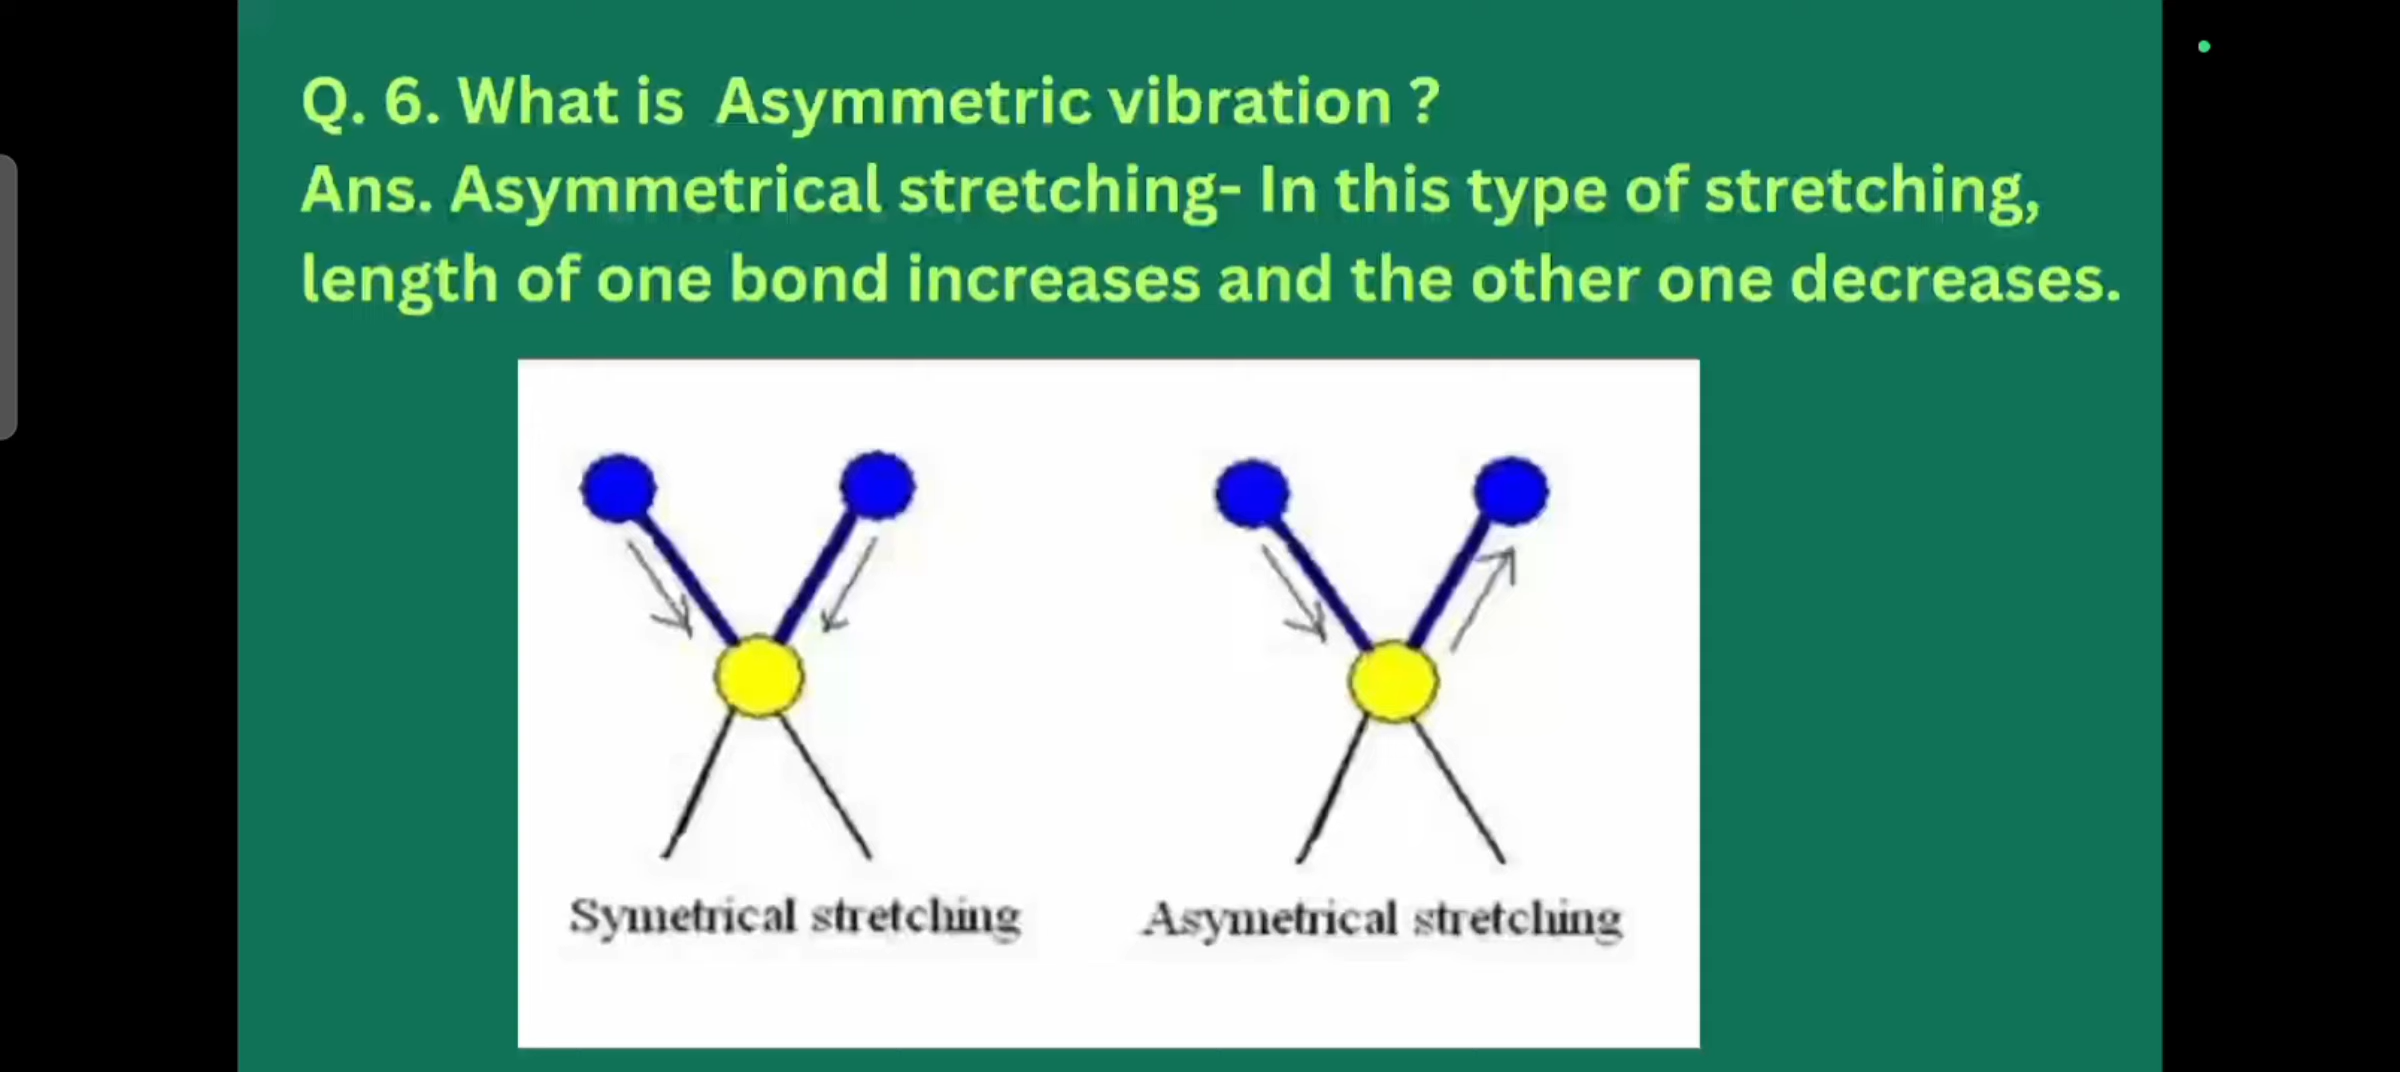 Q. 6. What is Asymmetric vibration ?
Ans. Asymmetrical stretching- In this type of stretching,
length of one bond increases and the other one decreases.
Symetrical stretching
Asymetrical stretching